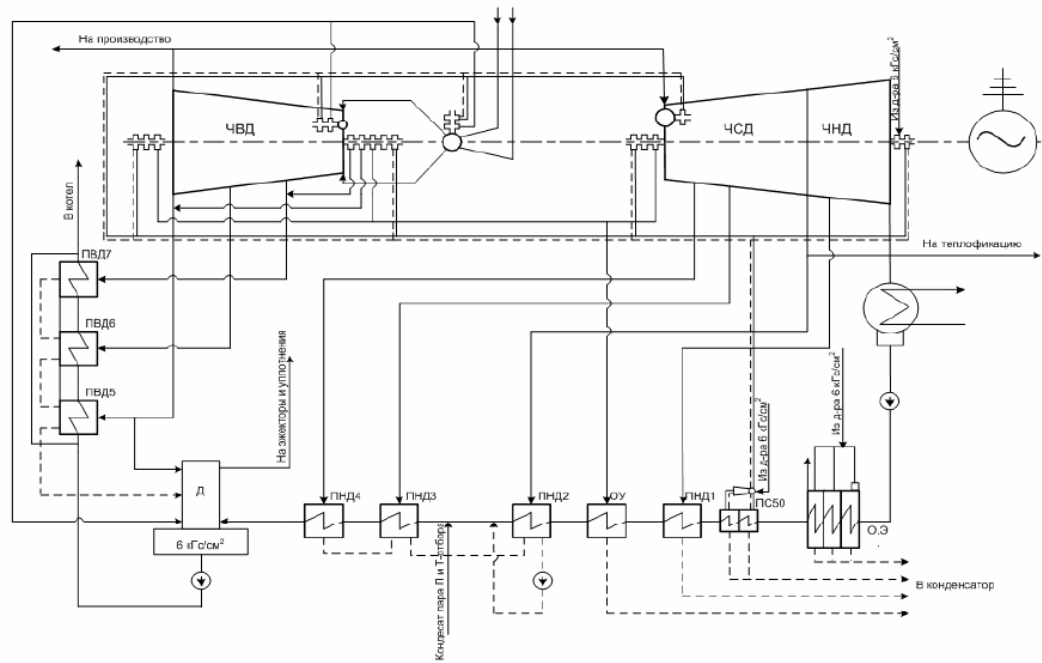 На производство
Из д-ра 6 кГс/см²
ЧВД
ЧСД
ЧНД
В котел
На теплофикацию
ПВД7
ПВД6
ПВД5
На эжекторы и уплотнения
Из д-ра 6 кГс/см²
Из д-ра 6 кГс/см²
Д
6 кГс/см²
ПНД4
ПНД3
ПНД2
ОУ
ПНД1
ПС50
О.Э
Кондесат пара П и Т-отбора
В конденсатор